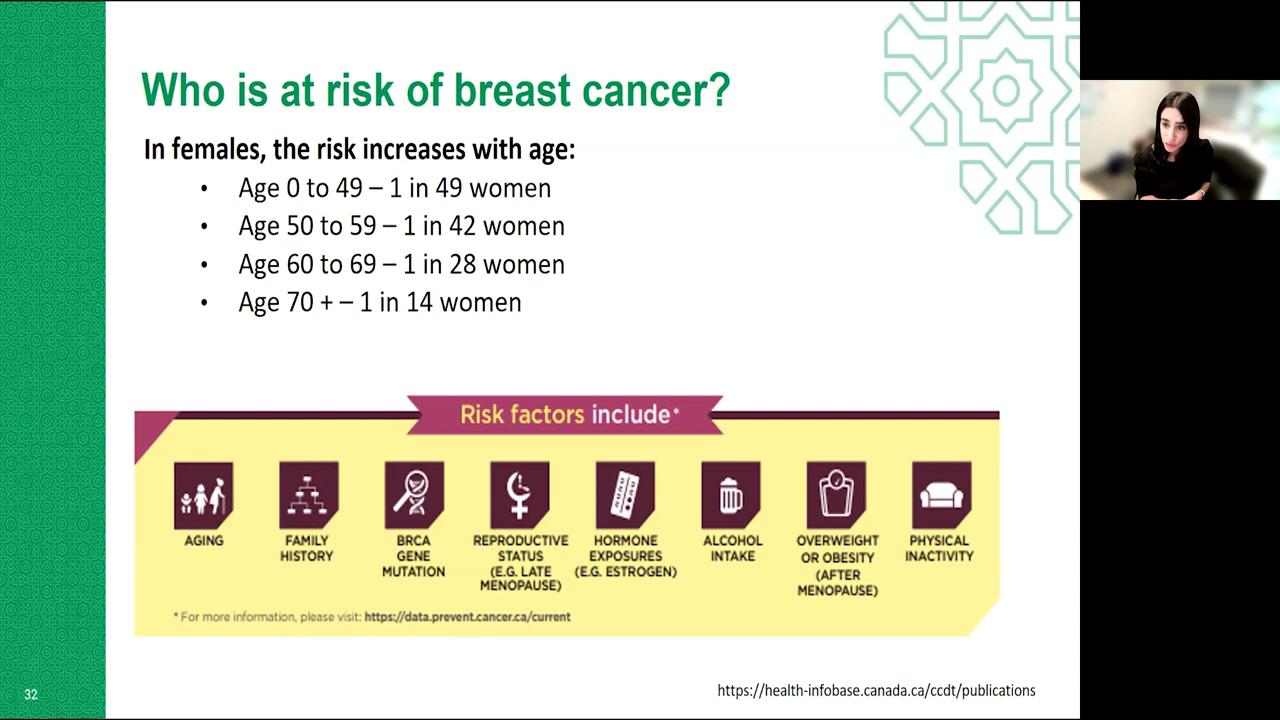 Who is at risk of breast cancer?
In females, the risk increases with age:
• Age 0 to 49 – 1 in 49 women
• Age 50 to 59 – 1 in 42 women
• Age 60 to 69 – 1 in 28 women
• Age 70 + – 1 in 14 women
Risk factors include*
AGING
FAMILY
HISTORY
BRCA
GENE
MUTATION
REPRODUCTIVE
STATUS
(E.G. LATE
MENOPAUSE)
HORMONE
EXPOSURES
(E.G. ESTROGEN)
ALCOHOL
INTAKE
OVERWEIGHT
OR OBESITY
(AFTER
MENOPAUSE)
PHYSICAL
INACTIVITY
* For more information, please visit: https://data.prevent.cancer.ca/current
32
https://health-infobase.canada.ca/ccdt/publications